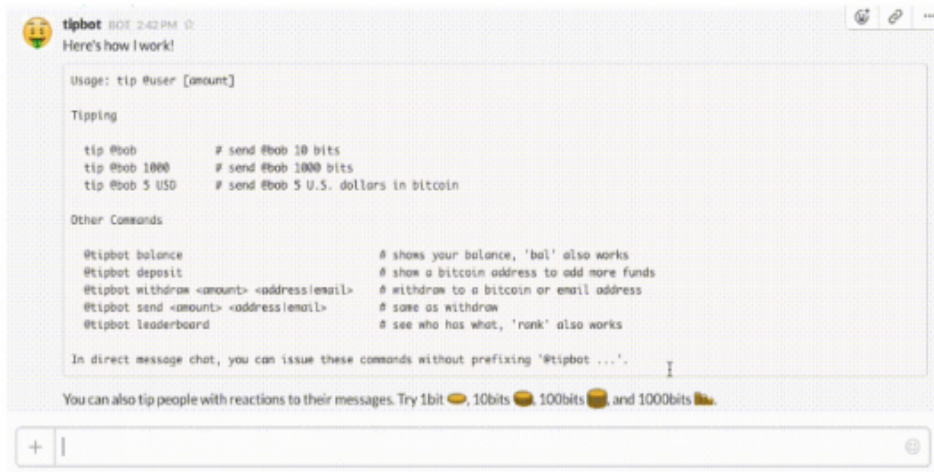 tipbot BOT 2:42 PM
Here's how I work!
Usage: tip @user [amount]
Tipping
tip @bob # send @bob 10 bits
tip @bob 1000 # send @bob 1000 bits
tip @bob 5 USD # send @bob 5 U.S. dollars in bitcoin
Other Commands
@tipbot balance # shows your balance, 'bal' also works
@tipbot deposit # show a bitcoin address to add more funds
@tipbot withdraw <amount> <address|email> # withdraw to a bitcoin or email address
@tipbot send <amount> <address|email> # same as withdraw
@tipbot leaderboard # see who has what, 'rank' also works
In direct message chat, you can issue these commands without prefixing '@tipbot ...'.
You can also tip people with reactions to their messages. Try 1bit, 10bits, 100bits, and 1000bits.